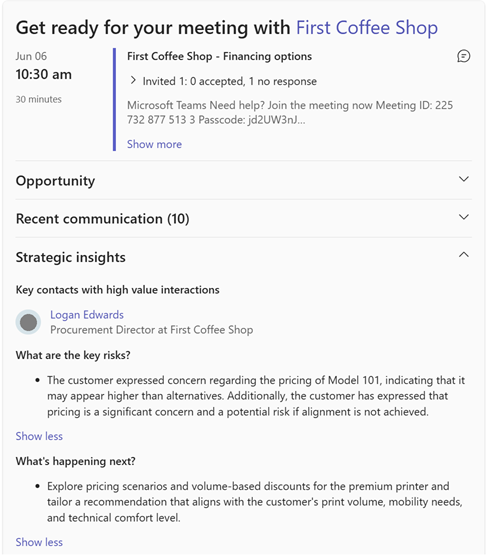 Get ready for your meeting with First Coffee Shop
Jun 06
10:30 am
30 minutes
First Coffee Shop - Financing options
Invited 1: 0 accepted, 1 no response
Microsoft Teams Need help? Join the meeting now Meeting ID: 225
732 877 513 3 Passcode: jd2UW3nJ...
Show more
Opportunity
Recent communication (10)
Strategic insights
Key contacts with high value interactions
Logan Edwards
Procurement Director at First Coffee Shop
What are the key risks?
• The customer expressed concern regarding the pricing of Model 101, indicating that it
may appear higher than alternatives. Additionally, the customer has expressed that
pricing is a significant concern and a potential risk if alignment is not achieved.
Show less
What's happening next?
• Explore pricing scenarios and volume-based discounts for the premium printer and
tailor a recommendation that aligns with the customer's print volume, mobility needs,
and technical comfort level.
Show less